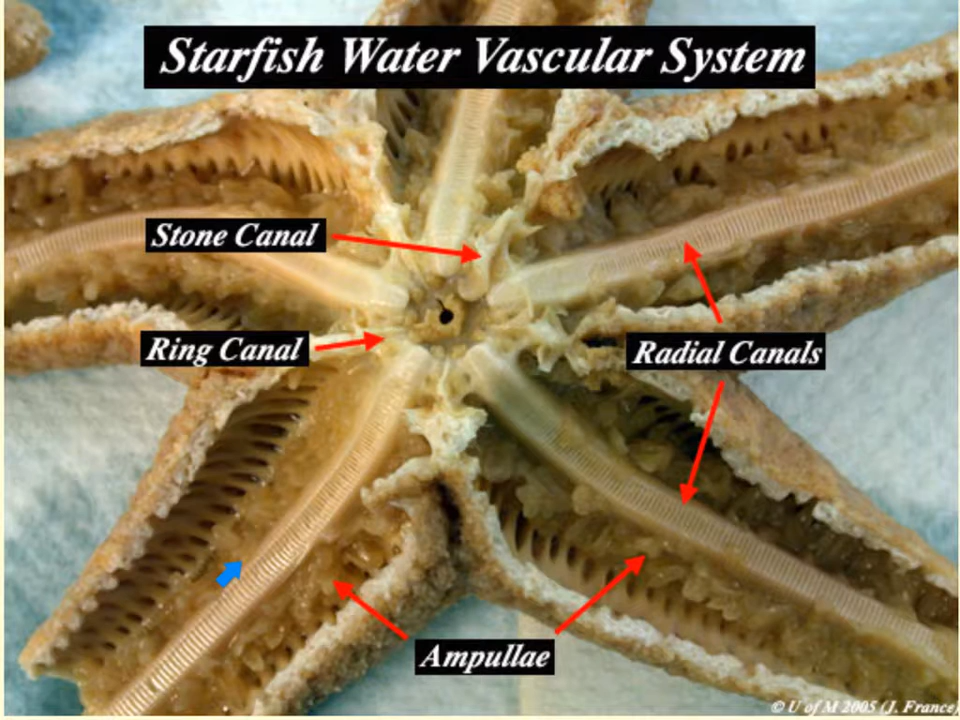 Starfish Water Vascular System
Stone Canal
Ring Canal
Radial Canals
Ampullae
© U of M 2005 (J. France)